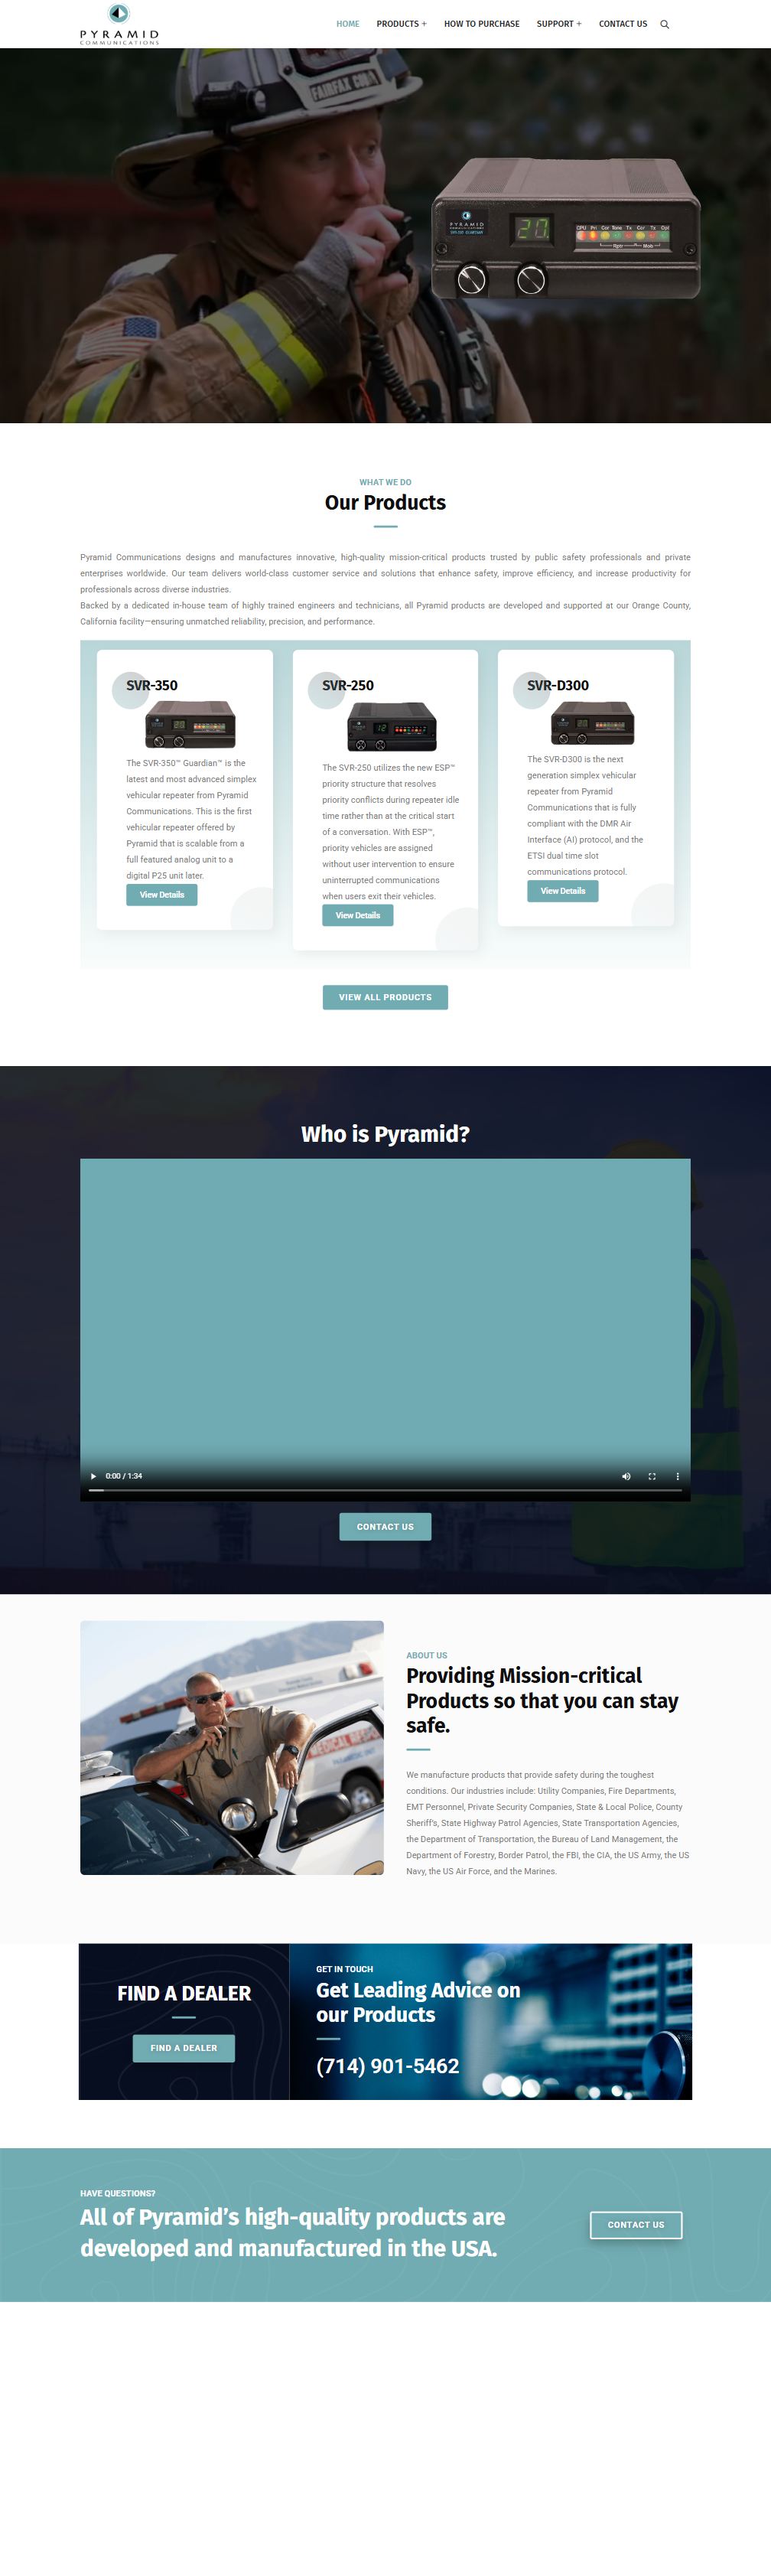 PYRAMID
COMMUNICATIONS
HOME PRODUCTS + HOW TO PURCHASE SUPPORT + CONTACT US
FAIRFAX CO.
PYRAMID
20
CPU Pri Cor Tone Tx Cor Tx
Rptr Mob
WHAT WE DO
Our Products
Pyramid Communications designs and manufactures innovative, high-quality mission-critical products trusted by public safety professionals and private
enterprises worldwide. Our team delivers world-class customer service and solutions that enhance safety, improve efficiency, and increase productivity for
professionals across diverse industries.
Backed by a dedicated in-house team of highly trained engineers and technicians, all Pyramid products are developed and supported at our Orange County,
California facility—ensuring unmatched reliability, precision, and performance.
SVR-350
The SVR-350™ Guardian™ is the
latest and most advanced simplex
vehicular repeater from Pyramid
Communications. This is the first
vehicular repeater offered by
Pyramid that is scalable from a
full featured analog unit to a
digital P25 unit later.
View Details
SVR-250
The SVR-250 utilizes the new ESP™
priority structure that resolves
priority conflicts during repeater idle
time rather than at the critical start
of a conversation. With ESP™,
priority vehicles are assigned
without user intervention to ensure
uninterrupted communications
when users exit their vehicles.
View Details
SVR-D300
The SVR-D300 is the next
generation simplex vehicular
repeater from Pyramid
Communications that is fully
compliant with the DMR Air
Interface (AI) protocol, and the
ETSI dual time slot
communications protocol.
View Details
VIEW ALL PRODUCTS
Who is Pyramid?
0:00 / 1:34
CONTACT US
MEDICAL
ABOUT US
Providing Mission-critical
Products so that you can stay
safe.
We manufacture products that provide safety during the toughest
conditions. Our industries include: Utility Companies, Fire Departments,
EMT Personnel, Private Security Companies, State & Local Police, County
Sheriff's, State Highway Patrol Agencies, State Transportation Agencies,
the Department of Transportation, the Bureau of Land Management, the
Department of Forestry, Border Patrol, the FBI, the CIA, the US Army, the US
Navy, the US Air Force, and the Marines.
FIND A DEALER
FIND A DEALER
GET IN TOUCH
Get Leading Advice on
our Products
(714) 901-5462
HAVE QUESTIONS?
All of Pyramid's high-quality products are
developed and manufactured in the USA.
CONTACT US